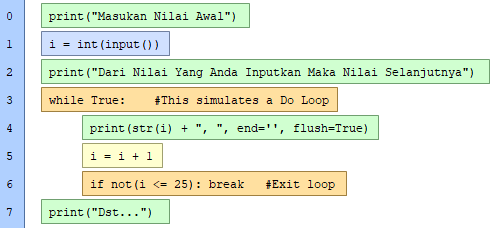 0 print("Masukan Nilai Awal")
1 i = int(input())
2 print("Dari Nilai Yang Anda Inputkan Maka Nilai Selanjutnya")
3 while True:    #This simulates a Do Loop
4 print(str(i) + ", ", end='', flush=True)
5 i = i + 1
6 if not(i <= 25): break   #Exit loop
7 print("Dst...")